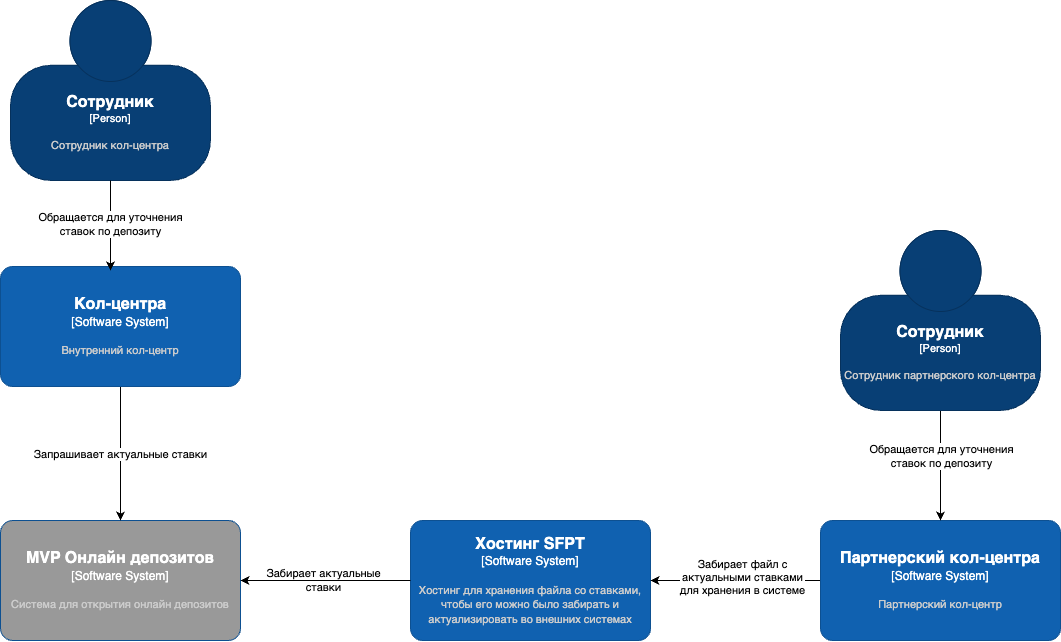 Сотрудник
[Person]
Сотрудник кол-центра
Обращается для уточнения
ставок по депозиту
Кол-центра
[Software System]
Внутренний кол-центр
Запрашивает актуальные ставки
MVP Онлайн депозитов
[Software System]
Система для открытия онлайн депозитов
Забирает актуальные
ставки
Хостинг SFPT
[Software System]
Хостинг для хранения файла со ставками,
чтобы его можно было забирать и
актуализировать во внешних системах
Забирает файл с
актуальными ставками
для хранения в системе
Сотрудник
[Person]
Сотрудник партнерского кол-центра
Обращается для уточнения
ставок по депозиту
Партнерский кол-центра
[Software System]
Партнерский кол-центр